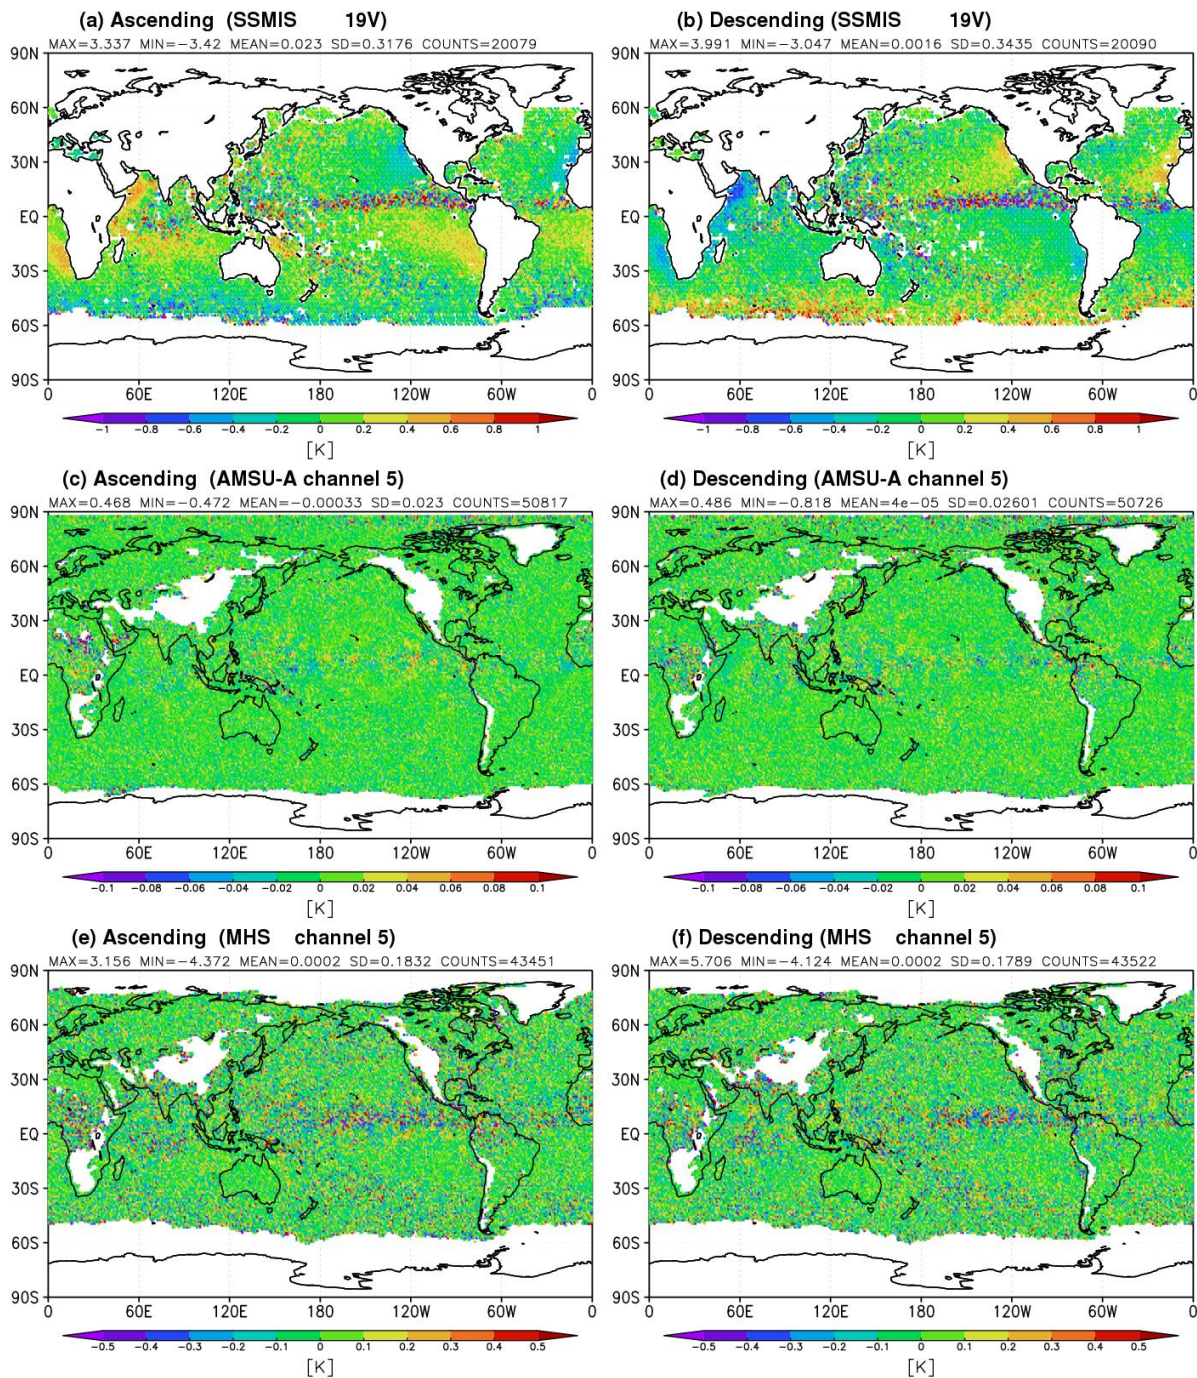 (a) Ascending (SSMIS 19V)
MAX=3.337 MIN=−3.42 MEAN=0.023 SD=0.3176 COUNTS=20079
90N
60N
30N
EQ
30S
60S
90S
0 60E 120E 180 120W 60W 0
−1 −0.8 −0.6 −0.4 −0.2 0 0.2 0.4 0.6 0.8 1
[K]
(b) Descending (SSMIS 19V)
MAX=3.991 MIN=−3.047 MEAN=0.0016 SD=0.3435 COUNTS=20090
90N
60N
30N
EQ
30S
60S
90S
0 60E 120E 180 120W 60W 0
−1 −0.8 −0.6 −0.4 −0.2 0 0.2 0.4 0.6 0.8 1
[K]
(c) Ascending (AMSU-A channel 5)
MAX=0.468 MIN=−0.472 MEAN=−0.00033 SD=0.023 COUNTS=50817
90N
60N
30N
EQ
30S
60S
90S
0 60E 120E 180 120W 60W 0
−0.1 −0.08 −0.06 −0.04 −0.02 0 0.02 0.04 0.06 0.08 0.1
[K]
(d) Descending (AMSU-A channel 5)
MAX=0.486 MIN=−0.818 MEAN=4e−05 SD=0.02601 COUNTS=50726
90N
60N
30N
EQ
30S
60S
90S
0 60E 120E 180 120W 60W 0
−0.1 −0.08 −0.06 −0.04 −0.02 0 0.02 0.04 0.06 0.08 0.1
[K]
(e) Ascending (MHS channel 5)
MAX=3.156 MIN=−4.372 MEAN=0.0002 SD=0.1832 COUNTS=43451
90N
60N
30N
EQ
30S
60S
90S
0 60E 120E 180 120W 60W 0
−0.5 −0.4 −0.3 −0.2 −0.1 0 0.1 0.2 0.3 0.4 0.5
[K]
(f) Descending (MHS channel 5)
MAX=5.706 MIN=−4.124 MEAN=0.0002 SD=0.1789 COUNTS=43522
90N
60N
30N
EQ
30S
60S
90S
0 60E 120E 180 120W 60W 0
−0.5 −0.4 −0.3 −0.2 −0.1 0 0.1 0.2 0.3 0.4 0.5
[K]